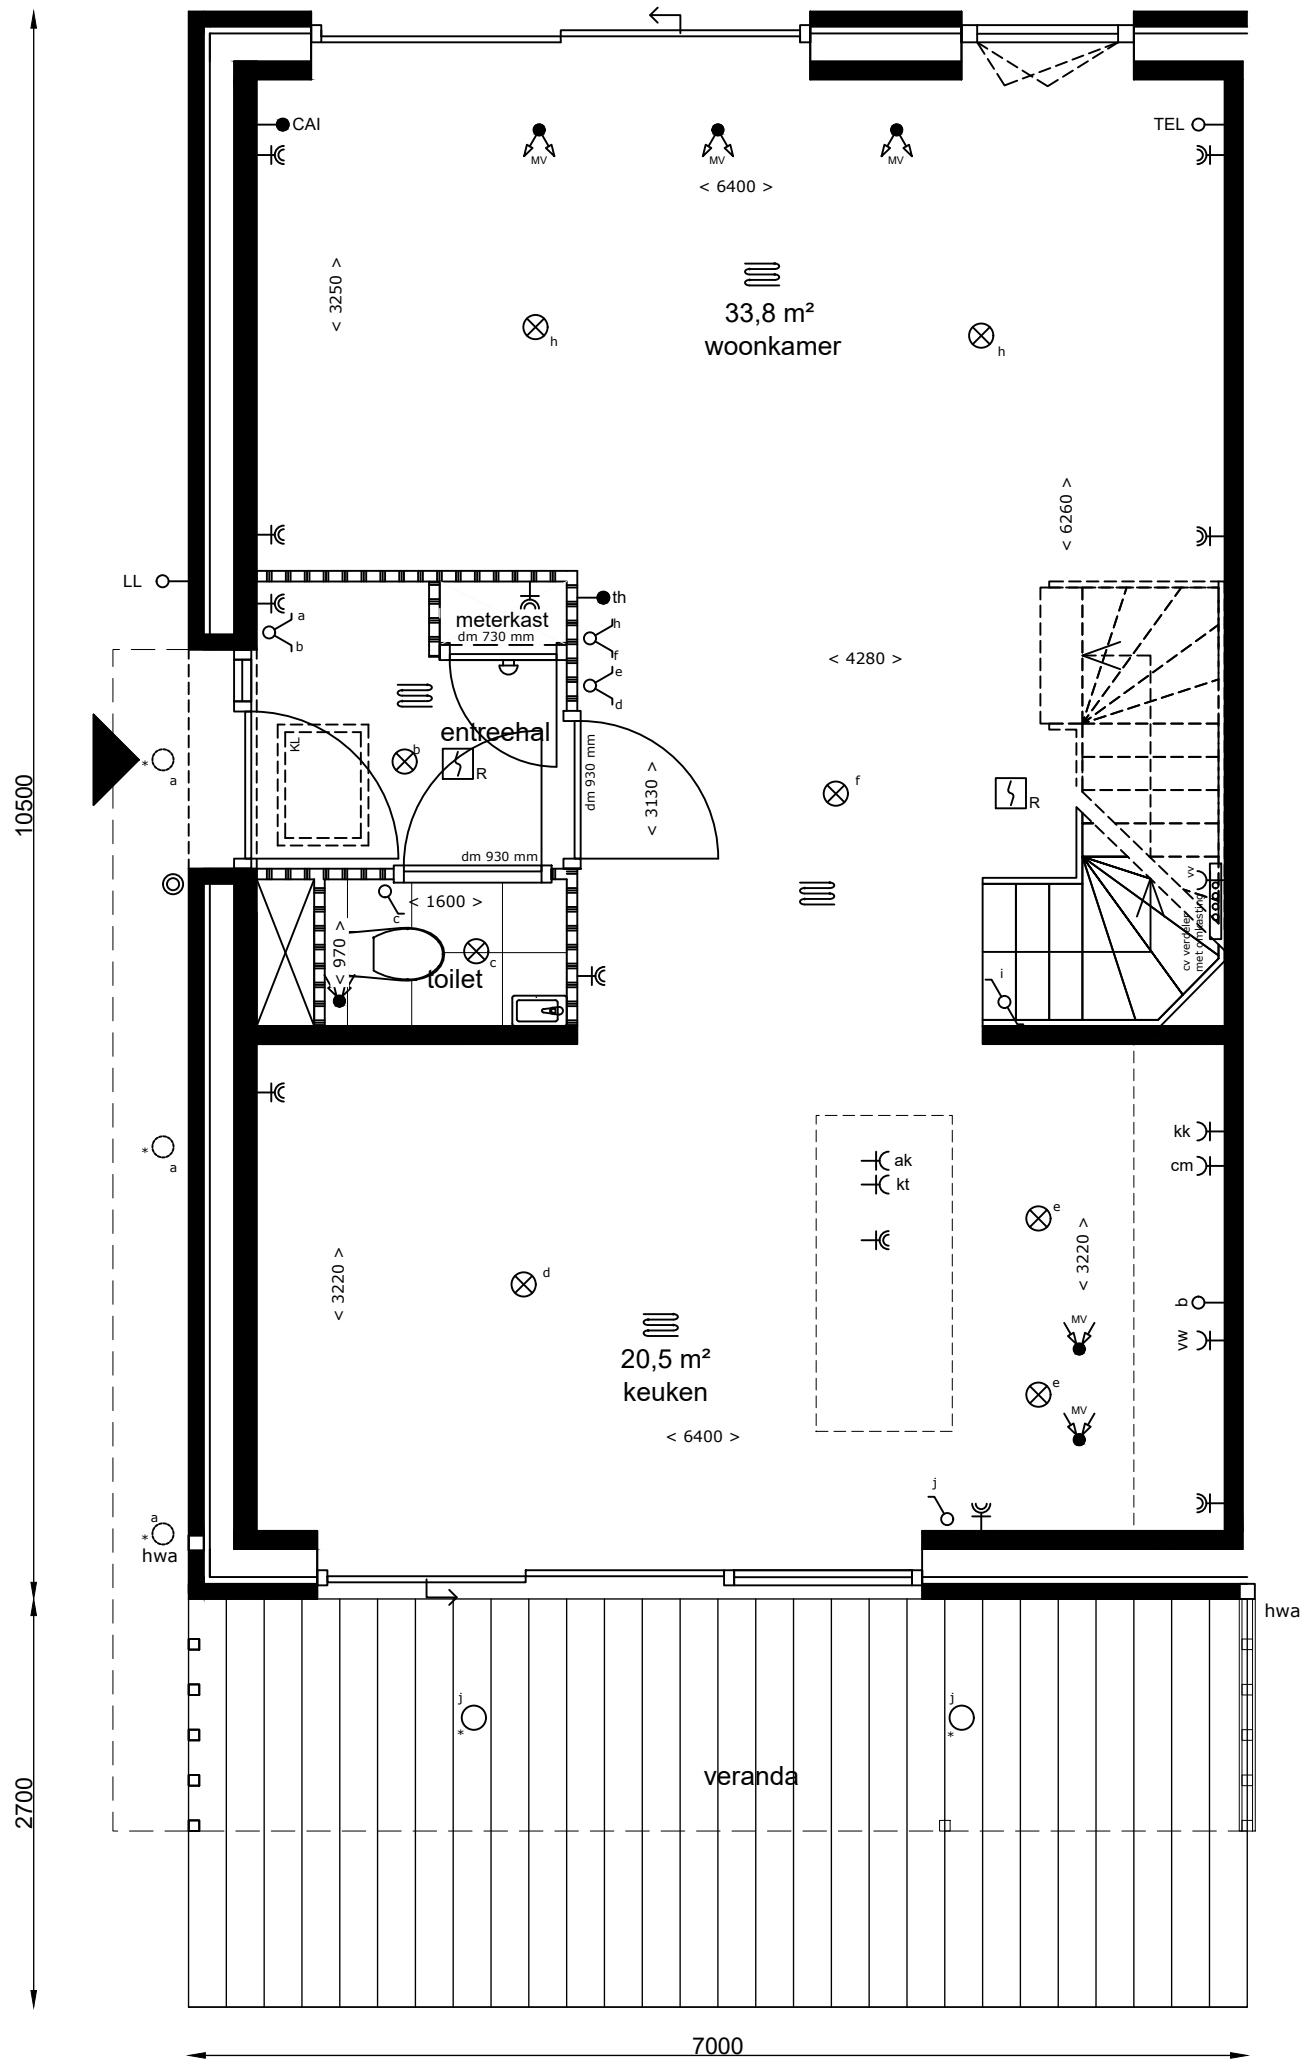 CAI
TEL
MV
MV
MV
< 6400 >
< 3250 >
33,8 m²
woonkamer
h
h
< 6260 >
LL
a
b
meterkast
dm 730 mm
th
h
f
e
d
< 4280 >
entreehal
KL
b
R
dm 930 mm
< 3130 >
f
R
*
a
10500
dm 930 mm
< 1600 >
c
< 970 >
c
toilet
vv
cv verdeler
met omkasting
i
kk
cm
ak
kt
*
a
e
< 3220 >
< 3220 >
d
b
MV
vw
20,5 m²
keuken
e
MV
< 6400 >
j
a
*
hwa
hwa
j
*
j
*
veranda
2700
7000